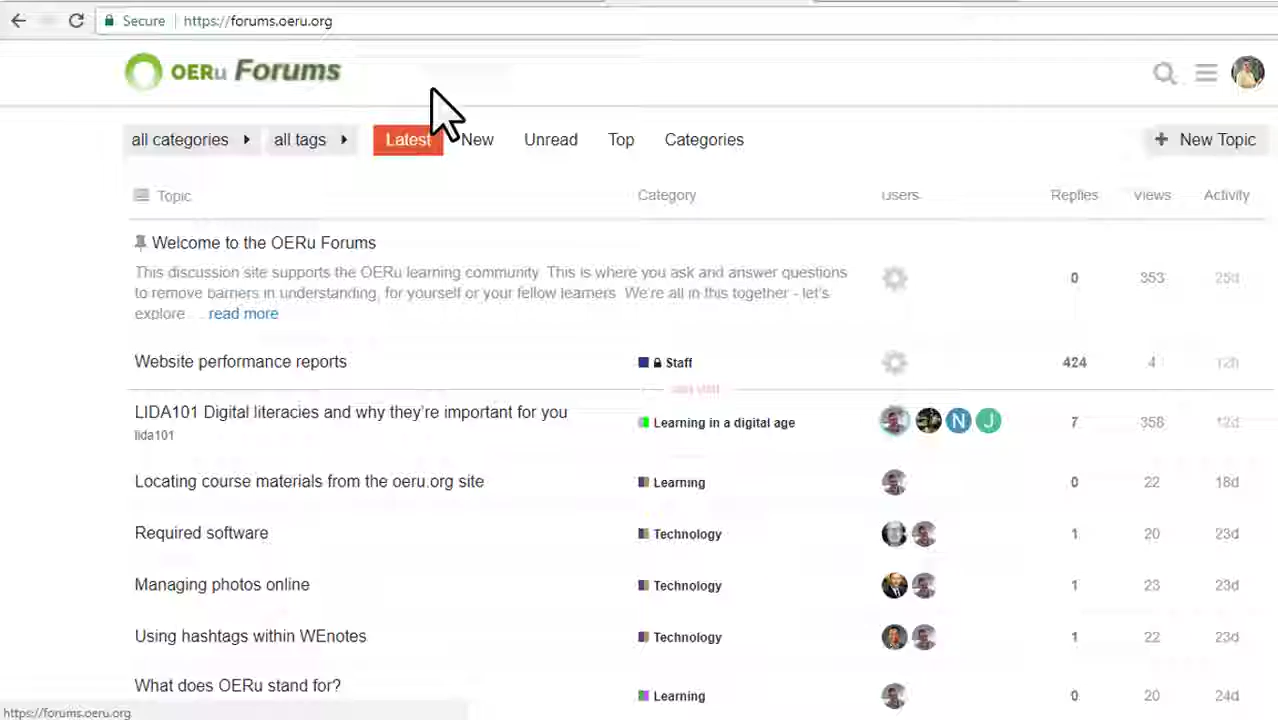 Secure https://forums.oeru.org
OERu Forums
all categories all tags Latest New Unread Top Categories + New Topic
Topic Category Users Replies Views Activity
Welcome to the OERu Forums
This discussion site supports the OERu learning community. This is where you ask and answer questions
to remove barriers in understanding, for yourself or your fellow learners. We're all in this together - let's
explore ... read more
0 353 25d
Website performance reports Staff 424 4 12h
LIDA101 Digital literacies and why they're important for you
lida101
Learning in a digital age N J 7 358 12d
Locating course materials from the oeru.org site Learning 0 22 18d
Required software Technology 1 20 23d
Managing photos online Technology 1 23 23d
Using hashtags within WEnotes Technology 1 22 23d
What does OERu stand for? Learning 0 20 24d
https://forums.oeru.org